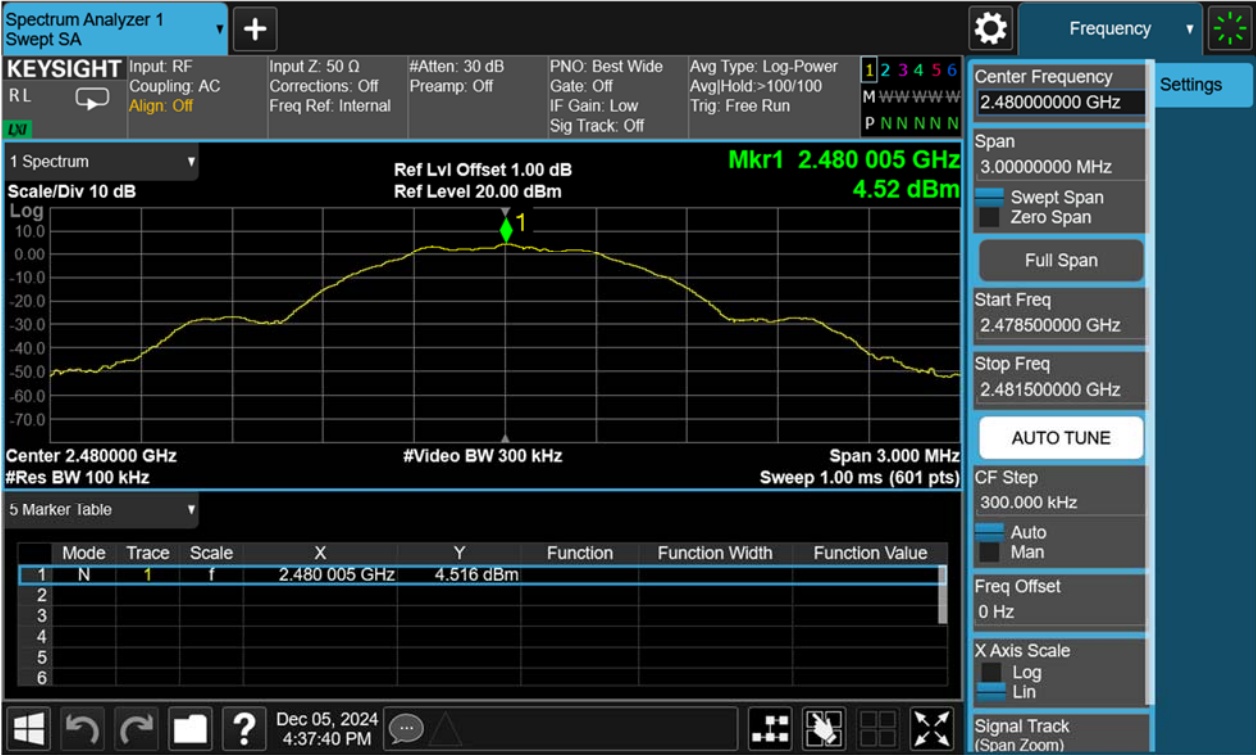 Spectrum Analyzer 1
Swept SA
Frequency
KEYSIGHT
R L
LXI
Input: RF
Coupling: AC
Align: Off
Input Z: 50 Ω
Corrections: Off
Freq Ref: Internal
#Atten: 30 dB
Preamp: Off
PNO: Best Wide
Gate: Off
IF Gain: Low
Sig Track: Off
Avg Type: Log-Power
Avg|Hold:>100/100
Trig: Free Run
1 2 3 4 5 6
M W W W W W
P N N N N N
Settings
Center Frequency
2.480000000 GHz
Span
3.00000000 MHz
Swept Span
Zero Span
Full Span
Start Freq
2.478500000 GHz
Stop Freq
2.481500000 GHz
AUTO TUNE
CF Step
300.000 kHz
Auto
Man
Freq Offset
0 Hz
X Axis Scale
Log
Lin
Signal Track
(Span Zoom)
1 Spectrum
Scale/Div 10 dB
Ref Lvl Offset 1.00 dB
Ref Level 20.00 dBm
Mkr1 2.480 005 GHz
4.52 dBm
Log
1
10.0
0.00
-10.0
-20.0
-30.0
-40.0
-50.0
-60.0
-70.0
Center 2.480000 GHz
#Video BW 300 kHz
Span 3.000 MHz
#Res BW 100 kHz
Sweep 1.00 ms (601 pts)
5 Marker Table
Mode Trace Scale X Y Function Function Width Function Value
1 N 1 f 2.480 005 GHz 4.516 dBm
2
3
4
5
6
?
Dec 05, 2024
4:37:40 PM